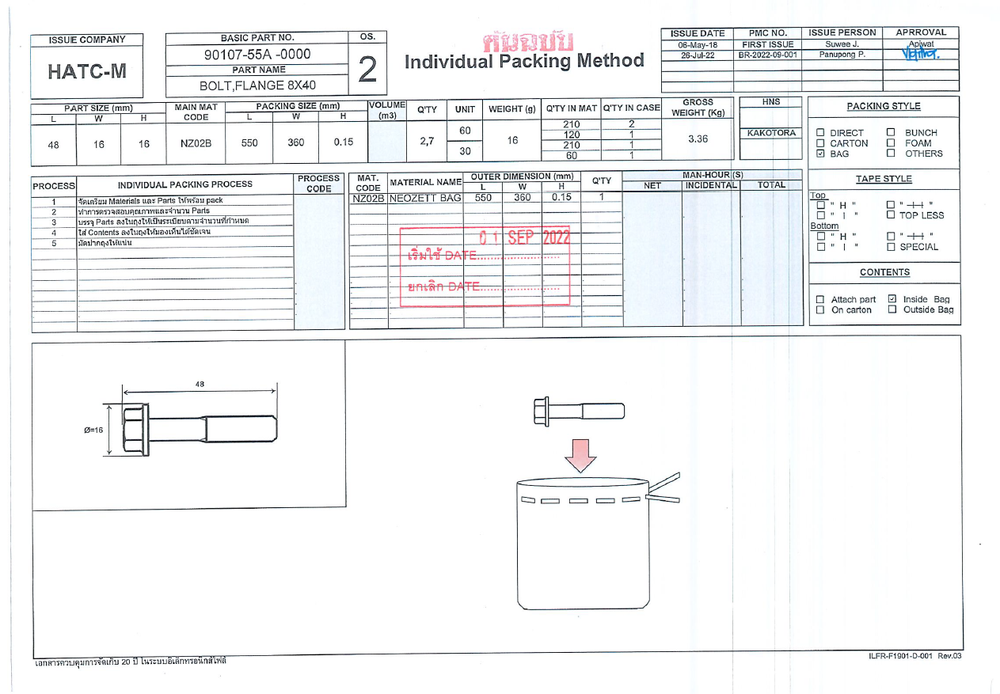 ISSUE COMPANY
HATC-M
BASIC PART NO.
90107-55A -0000
PART NAME
BOLT,FLANGE 8X40
OS.
2
ต้นฉบับ
Individual Packing Method
ISSUE DATE PMC NO. ISSUE PERSON APRROVAL
06-May-18 FIRST ISSUE Suwee J. Apiwat
26-Jul-22 BR-2022-09-001 Panupong P.
PART SIZE (mm) MAIN MAT CODE PACKING SIZE (mm) VOLUME (m3) Q'TY UNIT WEIGHT (g) Q'TY IN MAT Q'TY IN CASE GROSS WEIGHT (Kg)
L W H L W H
48 16 16 NZ02B 550 360 0.15 2,7 60 30 16 3.36
210 2
120 1
210 1
60 1
HNS
KAKOTORA
PACKING STYLE
DIRECT BUNCH
CARTON FOAM
BAG OTHERS
TAPE STYLE
Top
" H " " ++ "
" I " TOP LESS
Bottom
" H " " ++ "
" I " SPECIAL
CONTENTS
Attach part Inside Bag
On carton Outside Bag
PROCESS INDIVIDUAL PACKING PROCESS PROCESS CODE
1 จัดเตรียม Materials และ Parts ให้พร้อม pack
2 ทำการตรวจสอบคุณภาพและจำนวน Parts
3 บรรจุ Parts ลงในถุงให้เป็นระเบียบตามจำนวนที่กำหนด
4 ใส่ Contents ลงในถุงให้มองเห็นได้ชัดเจน
5 มัดปากถุงให้แน่น
MAT. CODE MATERIAL NAME OUTER DIMENSION (mm) Q'TY MAN-HOUR (S)
L W H NET INCIDENTAL TOTAL
NZ02B NEOZETT BAG 550 360 0.15 1
01 SEP 2022
เริ่มใช้ DATE..........................
ยกเลิก DATE.........................
48
Ø=16
เอกสารควบคุมการจัดเก็บ 20 ปี ในระบบอิเล็กทรอนิกส์ไฟล์
ILFR-F1901-D-001 Rev.03